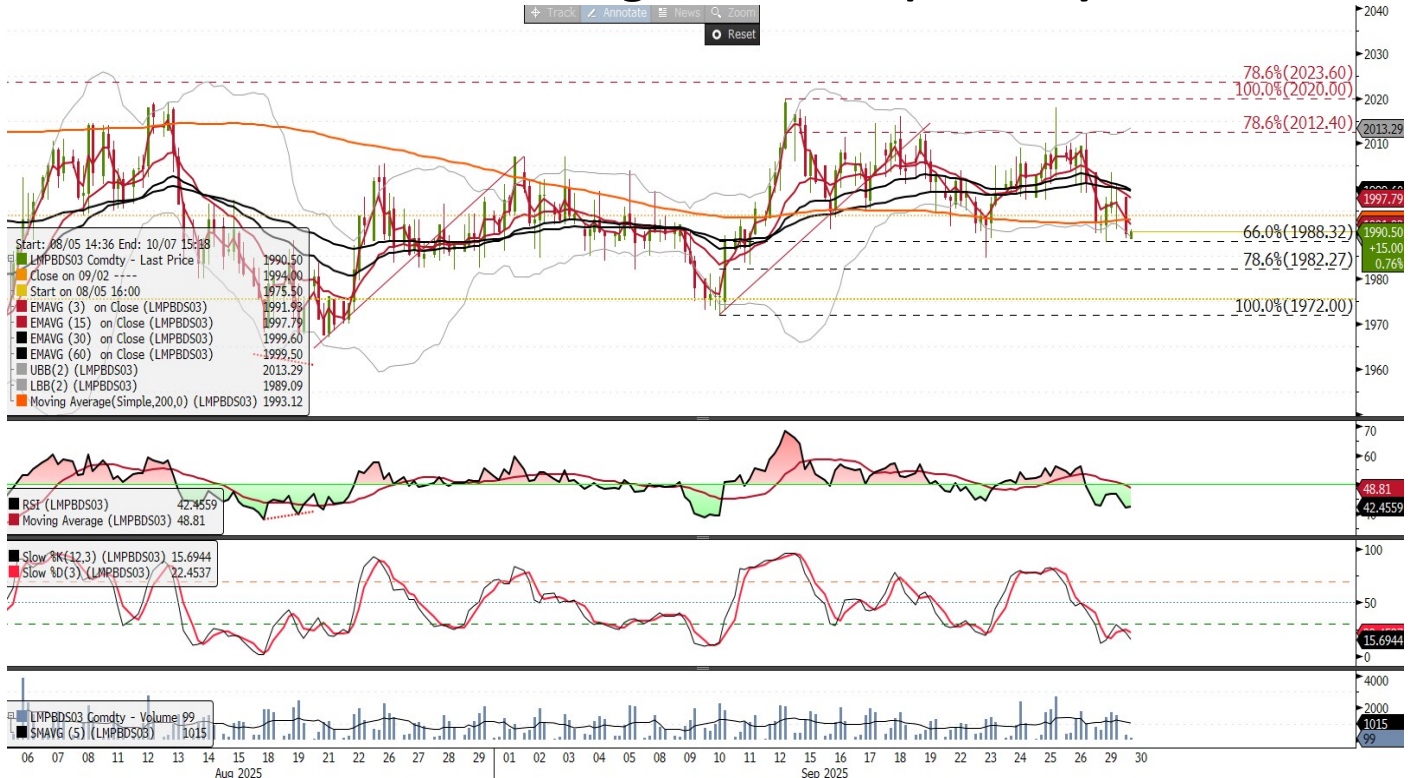 Track Annotate News Zoom
Reset
2040
2030
78.6%(2023.60)
100.0%(2020.00)
2020
78.6%(2012.40)
2013.29
2010
1997.79
1990.50
+15.00
0.76%
66.0%(1988.32)
78.6%(1982.27)
1980
100.0%(1972.00)
1970
1960
Start: 08/05 14:36 End: 10/07 15:18
LMPBDS03 Comdty - Last Price 1990.50
Close on 09/02 ---- 1994.00
Start on 08/05 16:00 1975.50
EMAVG (3) on Close (LMPBDS03) 1991.93
EMAVG (15) on Close (LMPBDS03) 1997.79
EMAVG (30) on Close (LMPBDS03) 1999.60
EMAVG (60) on Close (LMPBDS03) 1999.50
UBB(2) (LMPBDS03) 2013.29
LBB(2) (LMPBDS03) 1989.09
Moving Average(Simple,200,0) (LMPBDS03) 1993.12
70
60
48.81
42.4559
RSI (LMPBDS03) 42.4559
Moving Average (LMPBDS03) 48.81
Slow %K(12,3) (LMPBDS03) 15.6944
Slow %D(3) (LMPBDS03) 22.4537
100
50
15.6944
0
LMPBDS03 Comdty - Volume 99
SMAVG (5) (LMPBDS03) 1015
4000
2000
1015
99
06 07 08 11 12 13 14 15 18 19 20 21 22 25 26 27 28 29 01 02 03 04 05 08 09 10 11 12 15 16 17 18 19 22 23 24 25 26 29 30
Aug 2025 Sep 2025